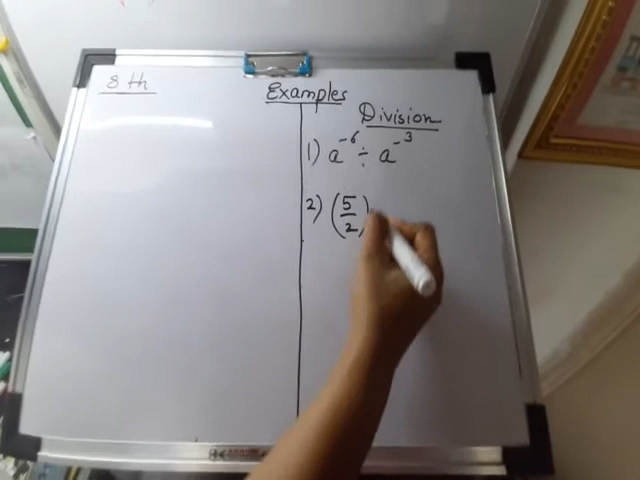 8 th
Examples
Division
1) a⁻⁶ ÷ a⁻³
2) (5/2)